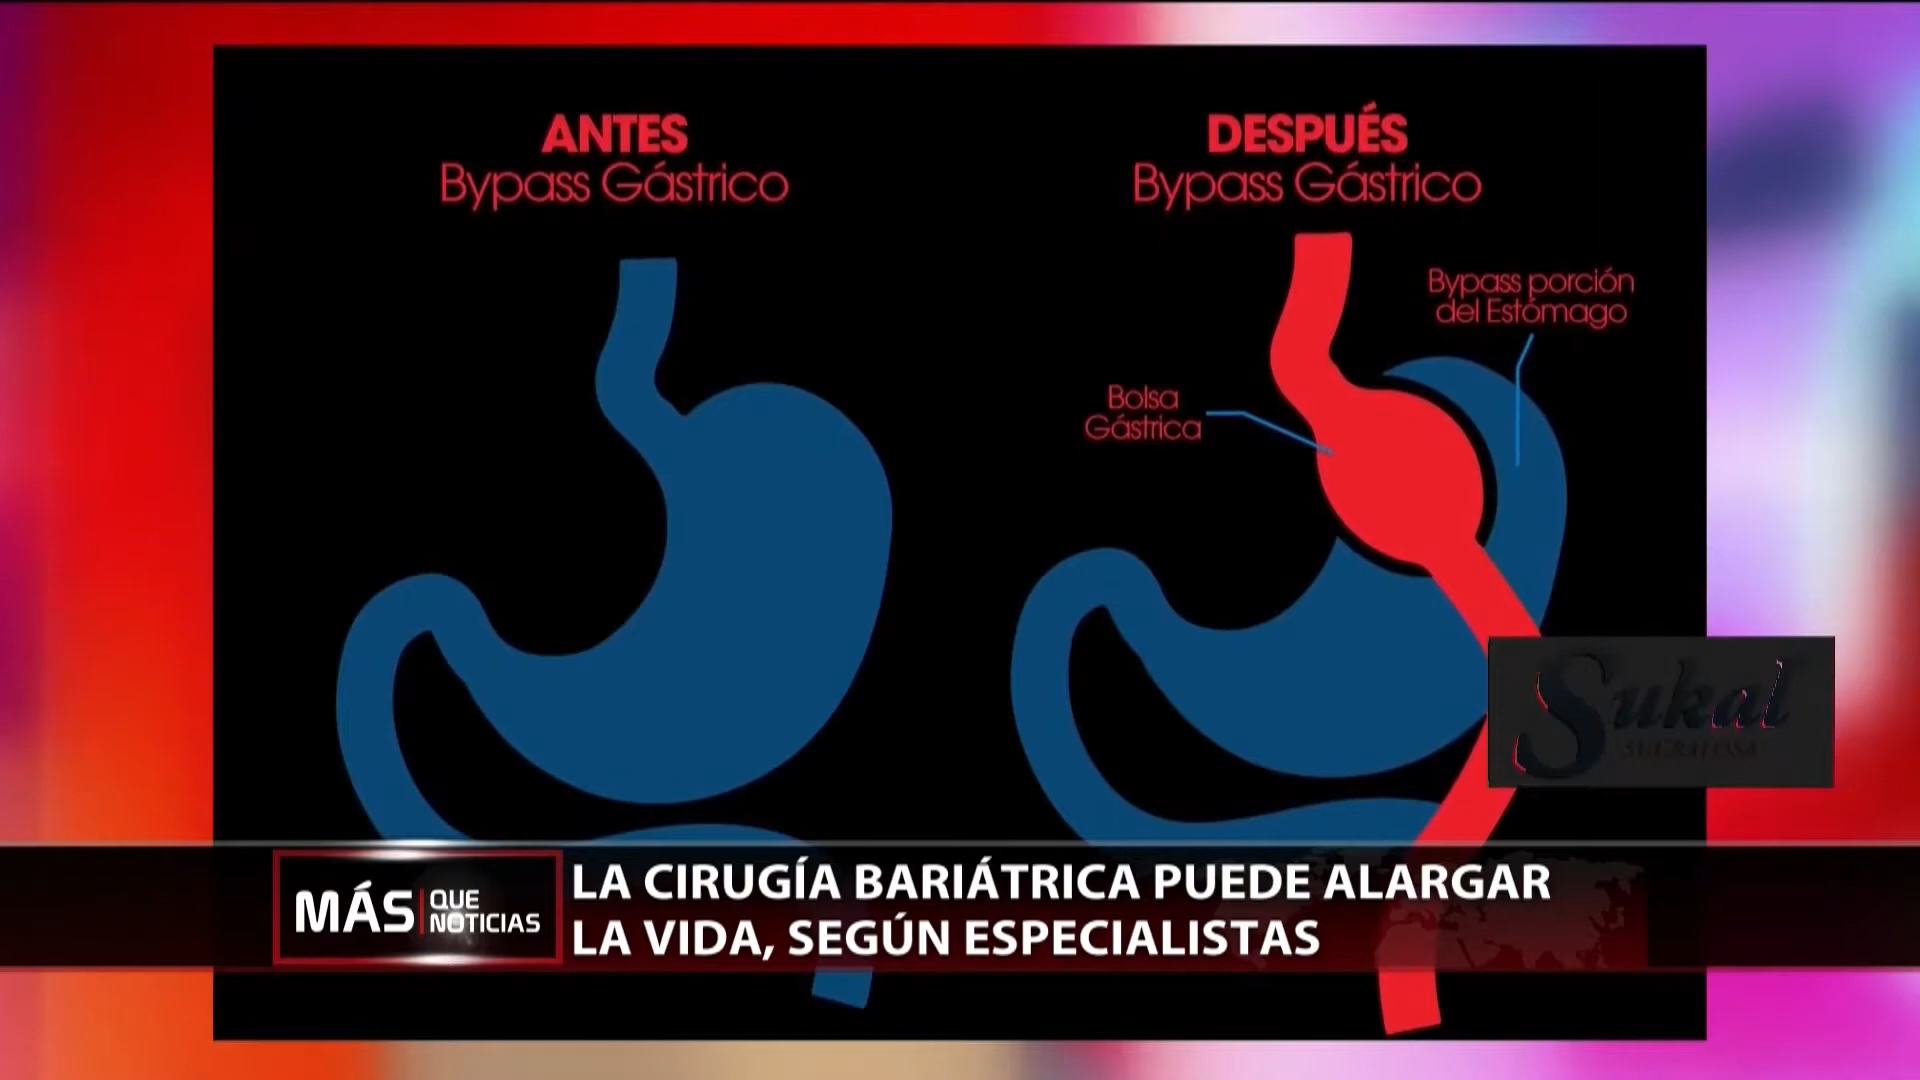 ANTES
Bypass Gástrico
DESPUÉS
Bypass Gástrico
Bypass porción
del Estómago
Bolsa
Gástrica
Sukal
SUCRALOSA
MÁS QUE NOTICIAS
LA CIRUGÍA BARIÁTRICA PUEDE ALARGAR
LA VIDA, SEGÚN ESPECIALISTAS